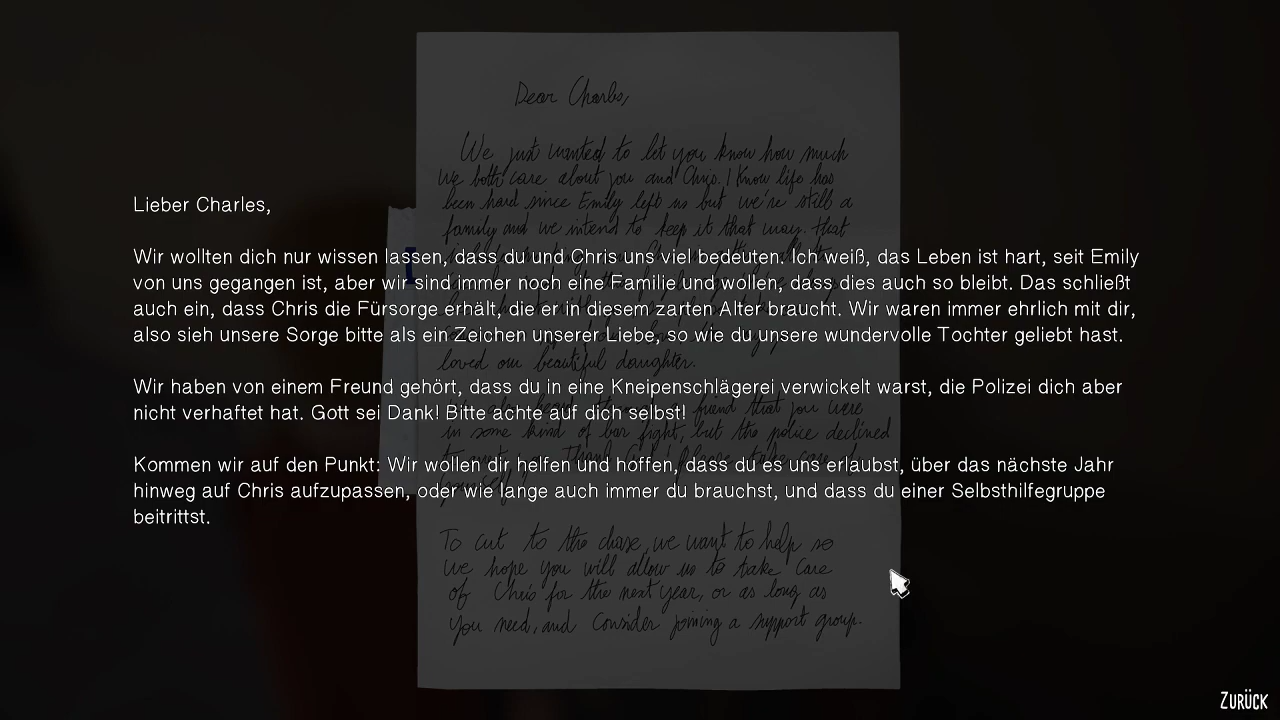 Dear Charles,
We just wanted to let you know how much
we both care about you and Chris. I know life has
been hard since Emily left us but we're still a
family and we intend to keep it that way. That
Lieber Charles,
Wir wollten dich nur wissen lassen, dass du und Chris uns viel bedeuten. Ich weiß, das Leben ist hart, seit Emily
von uns gegangen ist, aber wir sind immer noch eine Familie und wollen, dass dies auch so bleibt. Das schließt
auch ein, dass Chris die Fürsorge erhält, die er in diesem zarten Alter braucht. Wir waren immer ehrlich mit dir,
also sieh unsere Sorge bitte als ein Zeichen unserer Liebe, so wie du unsere wundervolle Tochter geliebt hast.
loved our beautiful daughter.
Wir haben von einem Freund gehört, dass du in eine Kneipenschlägerei verwickelt warst, die Polizei dich aber
nicht verhaftet hat. Gott sei Dank! Bitte achte auf dich selbst!
friend that you were
in some kind of bar fight, but the police declined
Kommen wir auf den Punkt: Wir wollen dir helfen und hoffen, dass du es uns erlaubst, über das nächste Jahr
hinweg auf Chris aufzupassen, oder wie lange auch immer du brauchst, und dass du einer Selbsthilfegruppe
beitrittst.
To cut to the chase, we want to help so
we hope you will allow us to take care
of Chris for the next year, or as long as
you need, and consider joining a support group.
ZURÜCK